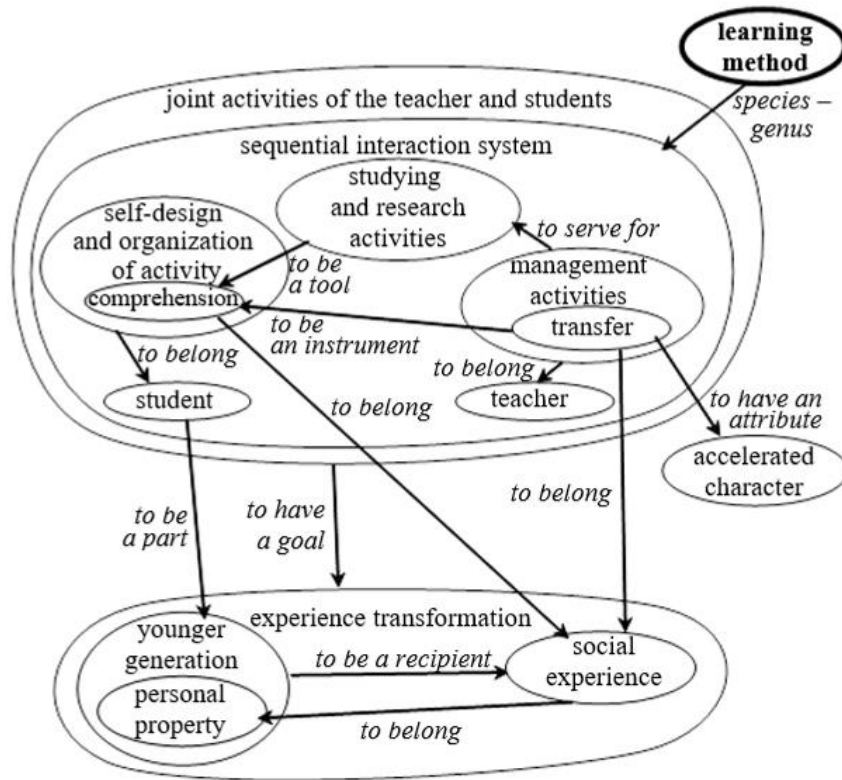 learning
method
species –
genus
joint activities of the teacher and students
sequential interaction system
studying
and research
activities
self-design
and organization
of activity
comprehension
to serve for
management
activities
transfer
to be
a tool
to be
an instrument
to belong
to belong
student
to belong
teacher
to have an
attribute
accelerated
character
to belong
to be
a part
to have
a goal
experience transformation
younger
generation
personal
property
to be a recipient
social
experience
to belong